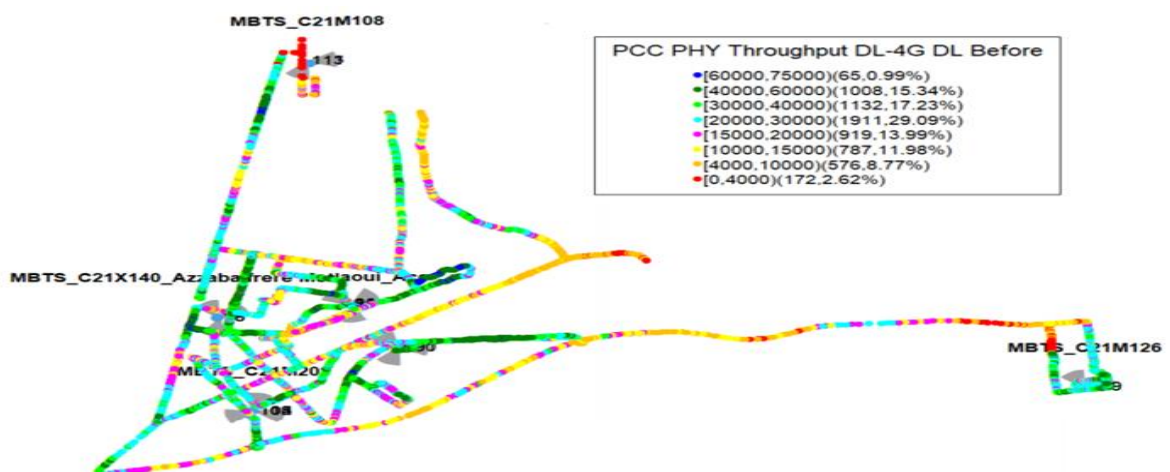 MBTS_C21M108
113
PCC PHY Throughput DL-4G DL Before
[60000,75000)(65,0.99%)
[40000,60000)(1008,15.34%)
[30000,40000)(1132,17.23%)
[20000,30000)(1911,29.09%)
[15000,20000)(919,13.99%)
[10000,15000)(787,11.98%)
[4000,10000)(576,8.77%)
[0,4000)(172,2.62%)
MBTS_C21X140_Azzaba
MBTS_C21M126